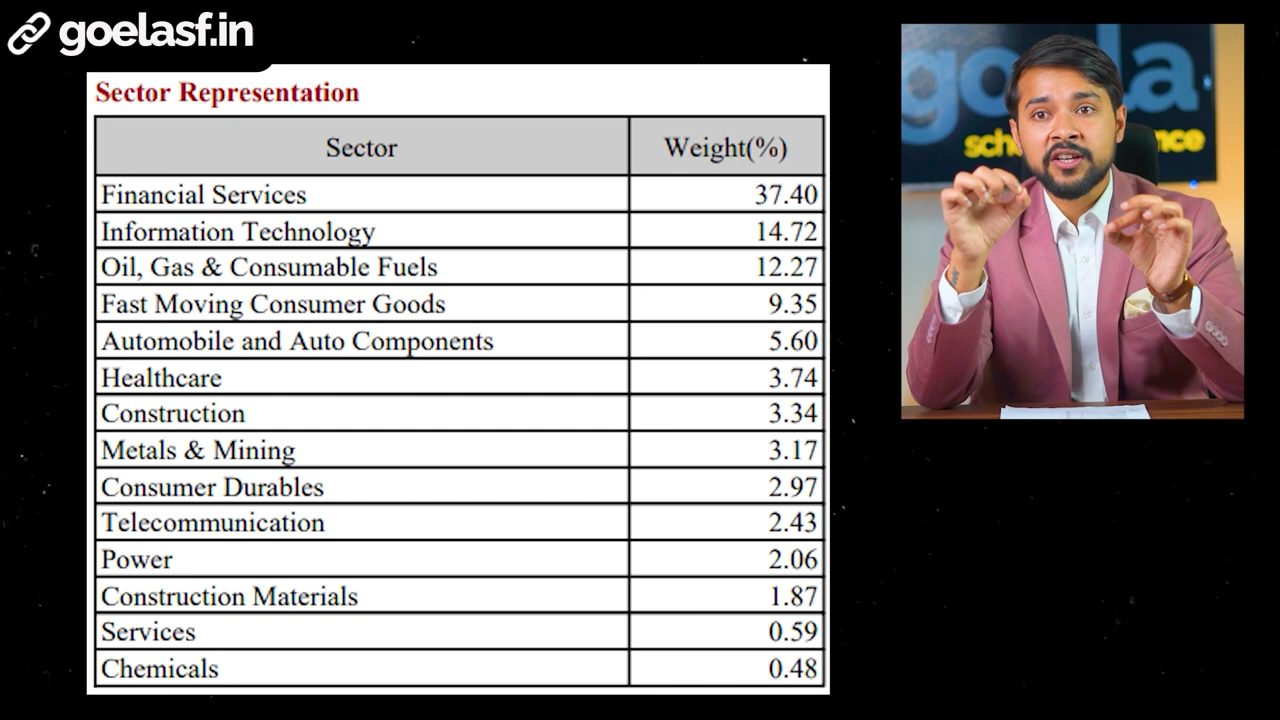 goelasf.in
Sector Representation
Sector Weight(%)
Financial Services 37.40
Information Technology 14.72
Oil, Gas & Consumable Fuels 12.27
Fast Moving Consumer Goods 9.35
Automobile and Auto Components 5.60
Healthcare 3.74
Construction 3.34
Metals & Mining 3.17
Consumer Durables 2.97
Telecommunication 2.43
Power 2.06
Construction Materials 1.87
Services 0.59
Chemicals 0.48